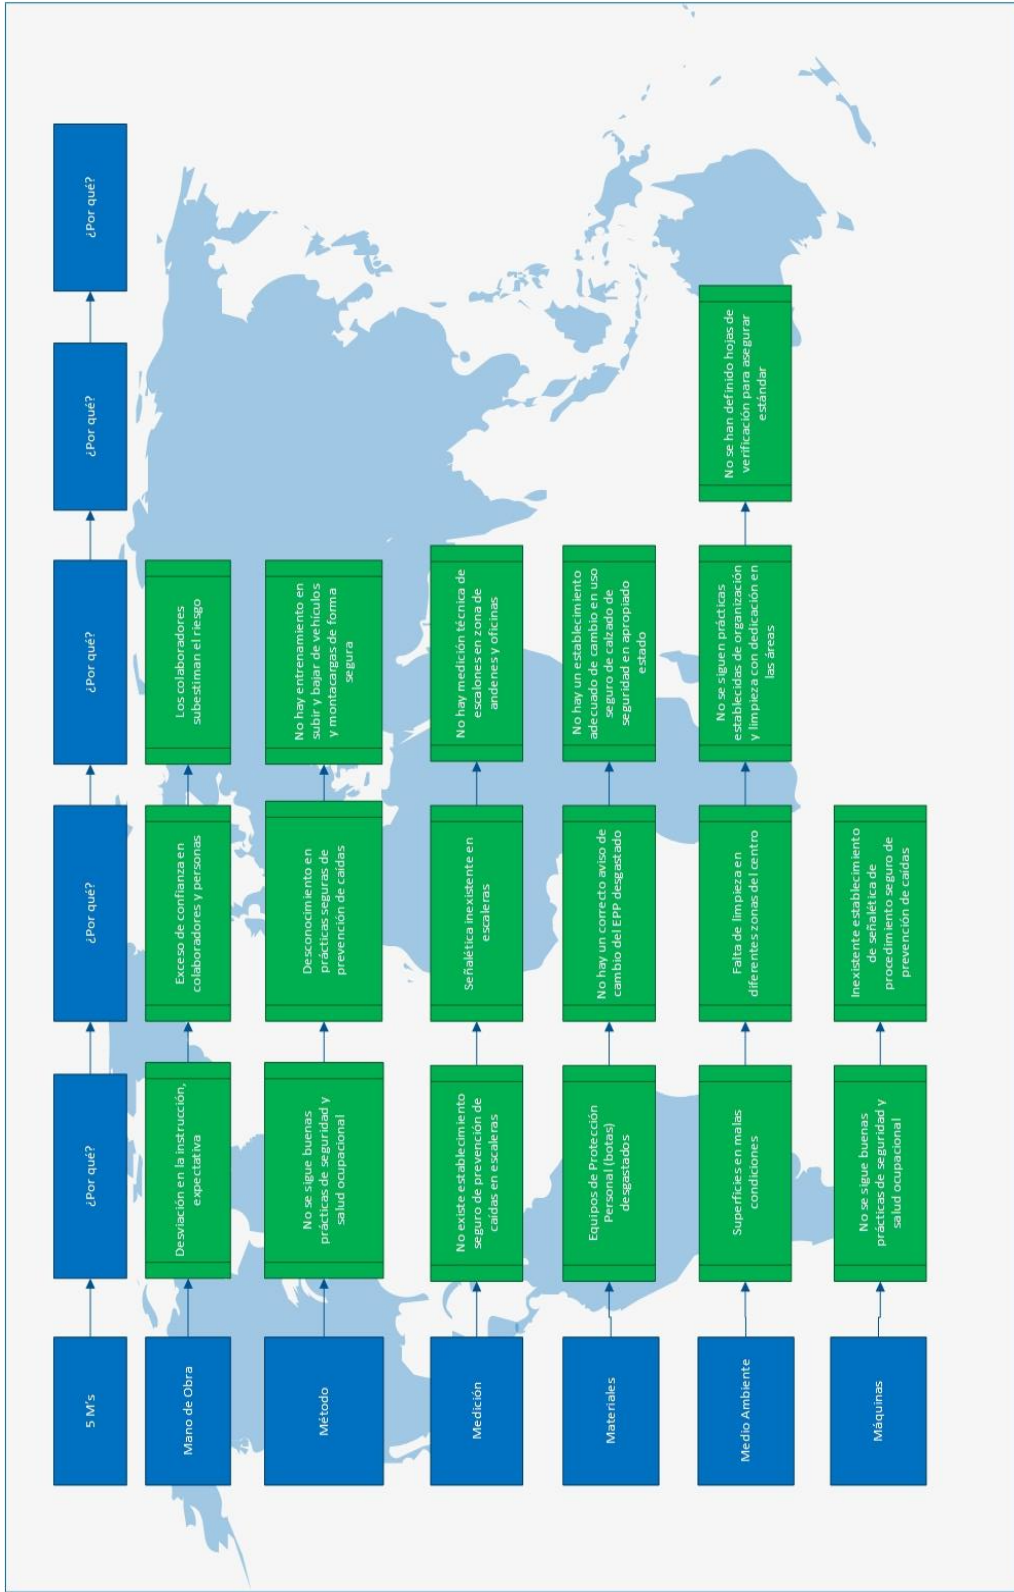 5 M's
¿Por qué?
¿Por qué?
¿Por qué?
¿Por qué?
¿Por qué?
Mano de Obra
Desviación en la instrucción,
expectativa
Exceso de confianza en
colaboradores y personas
Los colaboradores
subestiman el riesgo
Método
No se sigue buenas
prácticas de seguridad y
salud ocupacional
Desconocimiento en
prácticas seguras de
prevención de caídas
No hay entrenamiento en
subir y bajar de vehículos
y montacargas de forma
segura
Medición
No existe establecimiento
seguro de prevención de
caídas en escaleras
Señalética inexistente en
escaleras
No hay medición técnica de
escalones en zona de
andenes y oficinas
Materiales
Equipos de Protección
Personal (botas)
desgastados
No hay un correcto aviso de
cambio del EPP desgastado
No hay un establecimiento
adecuado de cambio en uso
seguro de calzado de
seguridad en apropiado
estado
Medio Ambiente
Superficies en malas
condiciones
Falta de limpieza en
diferentes zonas del centro
No se siguen prácticas
establecidas de organización
y limpieza con dedicación en
las áreas
No se han definido hojas de
verificación para asegurar
estándar
Máquinas
No se sigue buenas
prácticas de seguridad y
salud ocupacional
Inexistente establecimiento
de señalética de
procedimiento seguro de
prevención de caídas